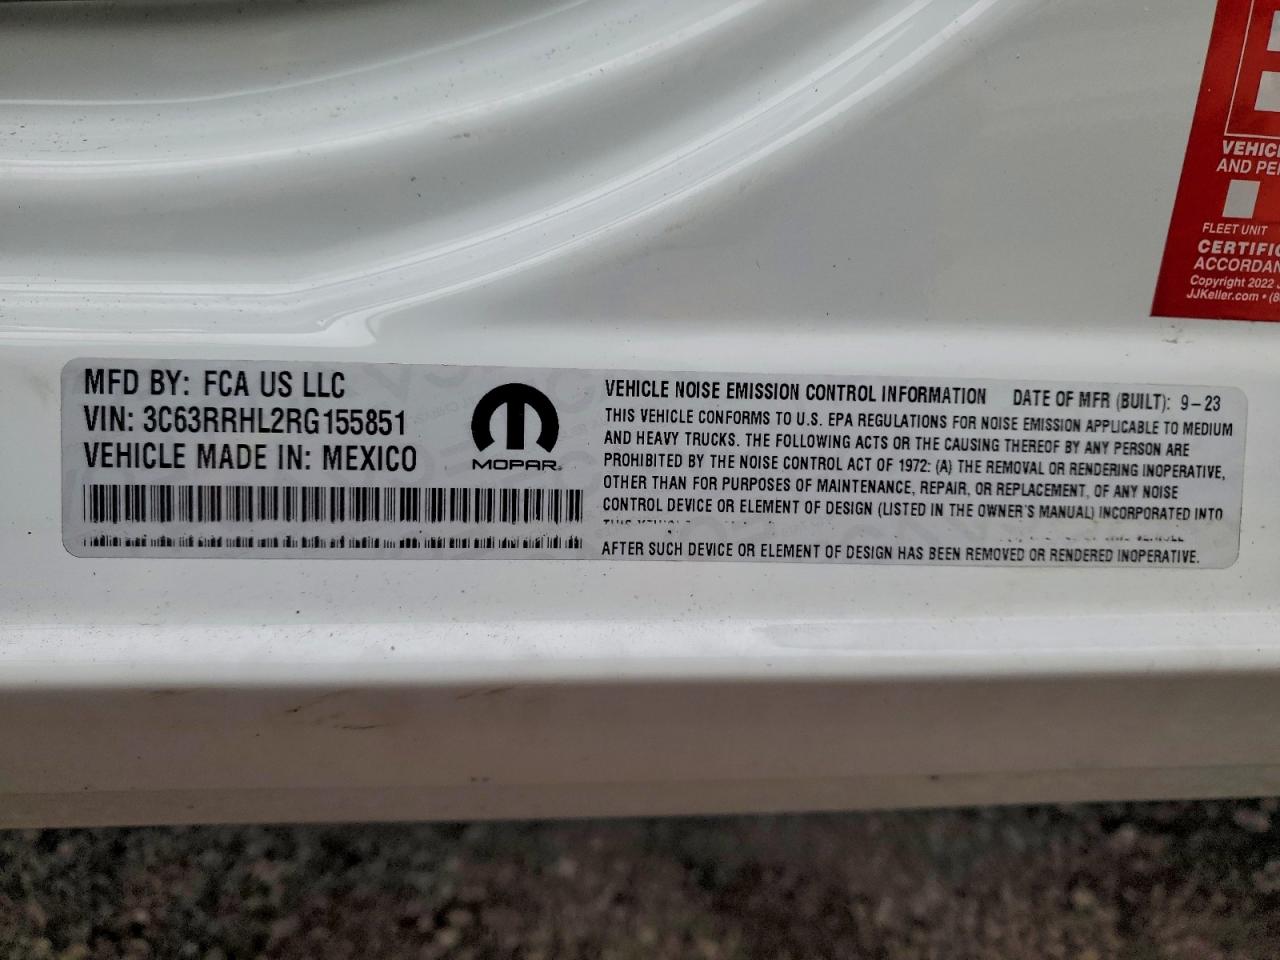 VEHIC
AND PE
FLEET UNIT
CERTIFIC
ACCORDAN
Copyright 2022
JJKeller.com • (8
MFD BY: FCA US LLC
VIN: 3C63RRHL2RG155851
VEHICLE MADE IN: MEXICO
MOPAR
VEHICLE NOISE EMISSION CONTROL INFORMATION DATE OF MFR (BUILT): 9-23
THIS VEHICLE CONFORMS TO U.S. EPA REGULATIONS FOR NOISE EMISSION APPLICABLE TO MEDIUM
AND HEAVY TRUCKS. THE FOLLOWING ACTS OR THE CAUSING THEREOF BY ANY PERSON ARE
PROHIBITED BY THE NOISE CONTROL ACT OF 1972: (A) THE REMOVAL OR RENDERING INOPERATIVE,
OTHER THAN FOR PURPOSES OF MAINTENANCE, REPAIR, OR REPLACEMENT, OF ANY NOISE
CONTROL DEVICE OR ELEMENT OF DESIGN (LISTED IN THE OWNER'S MANUAL) INCORPORATED INTO
AFTER SUCH DEVICE OR ELEMENT OF DESIGN HAS BEEN REMOVED OR RENDERED INOPERATIVE.